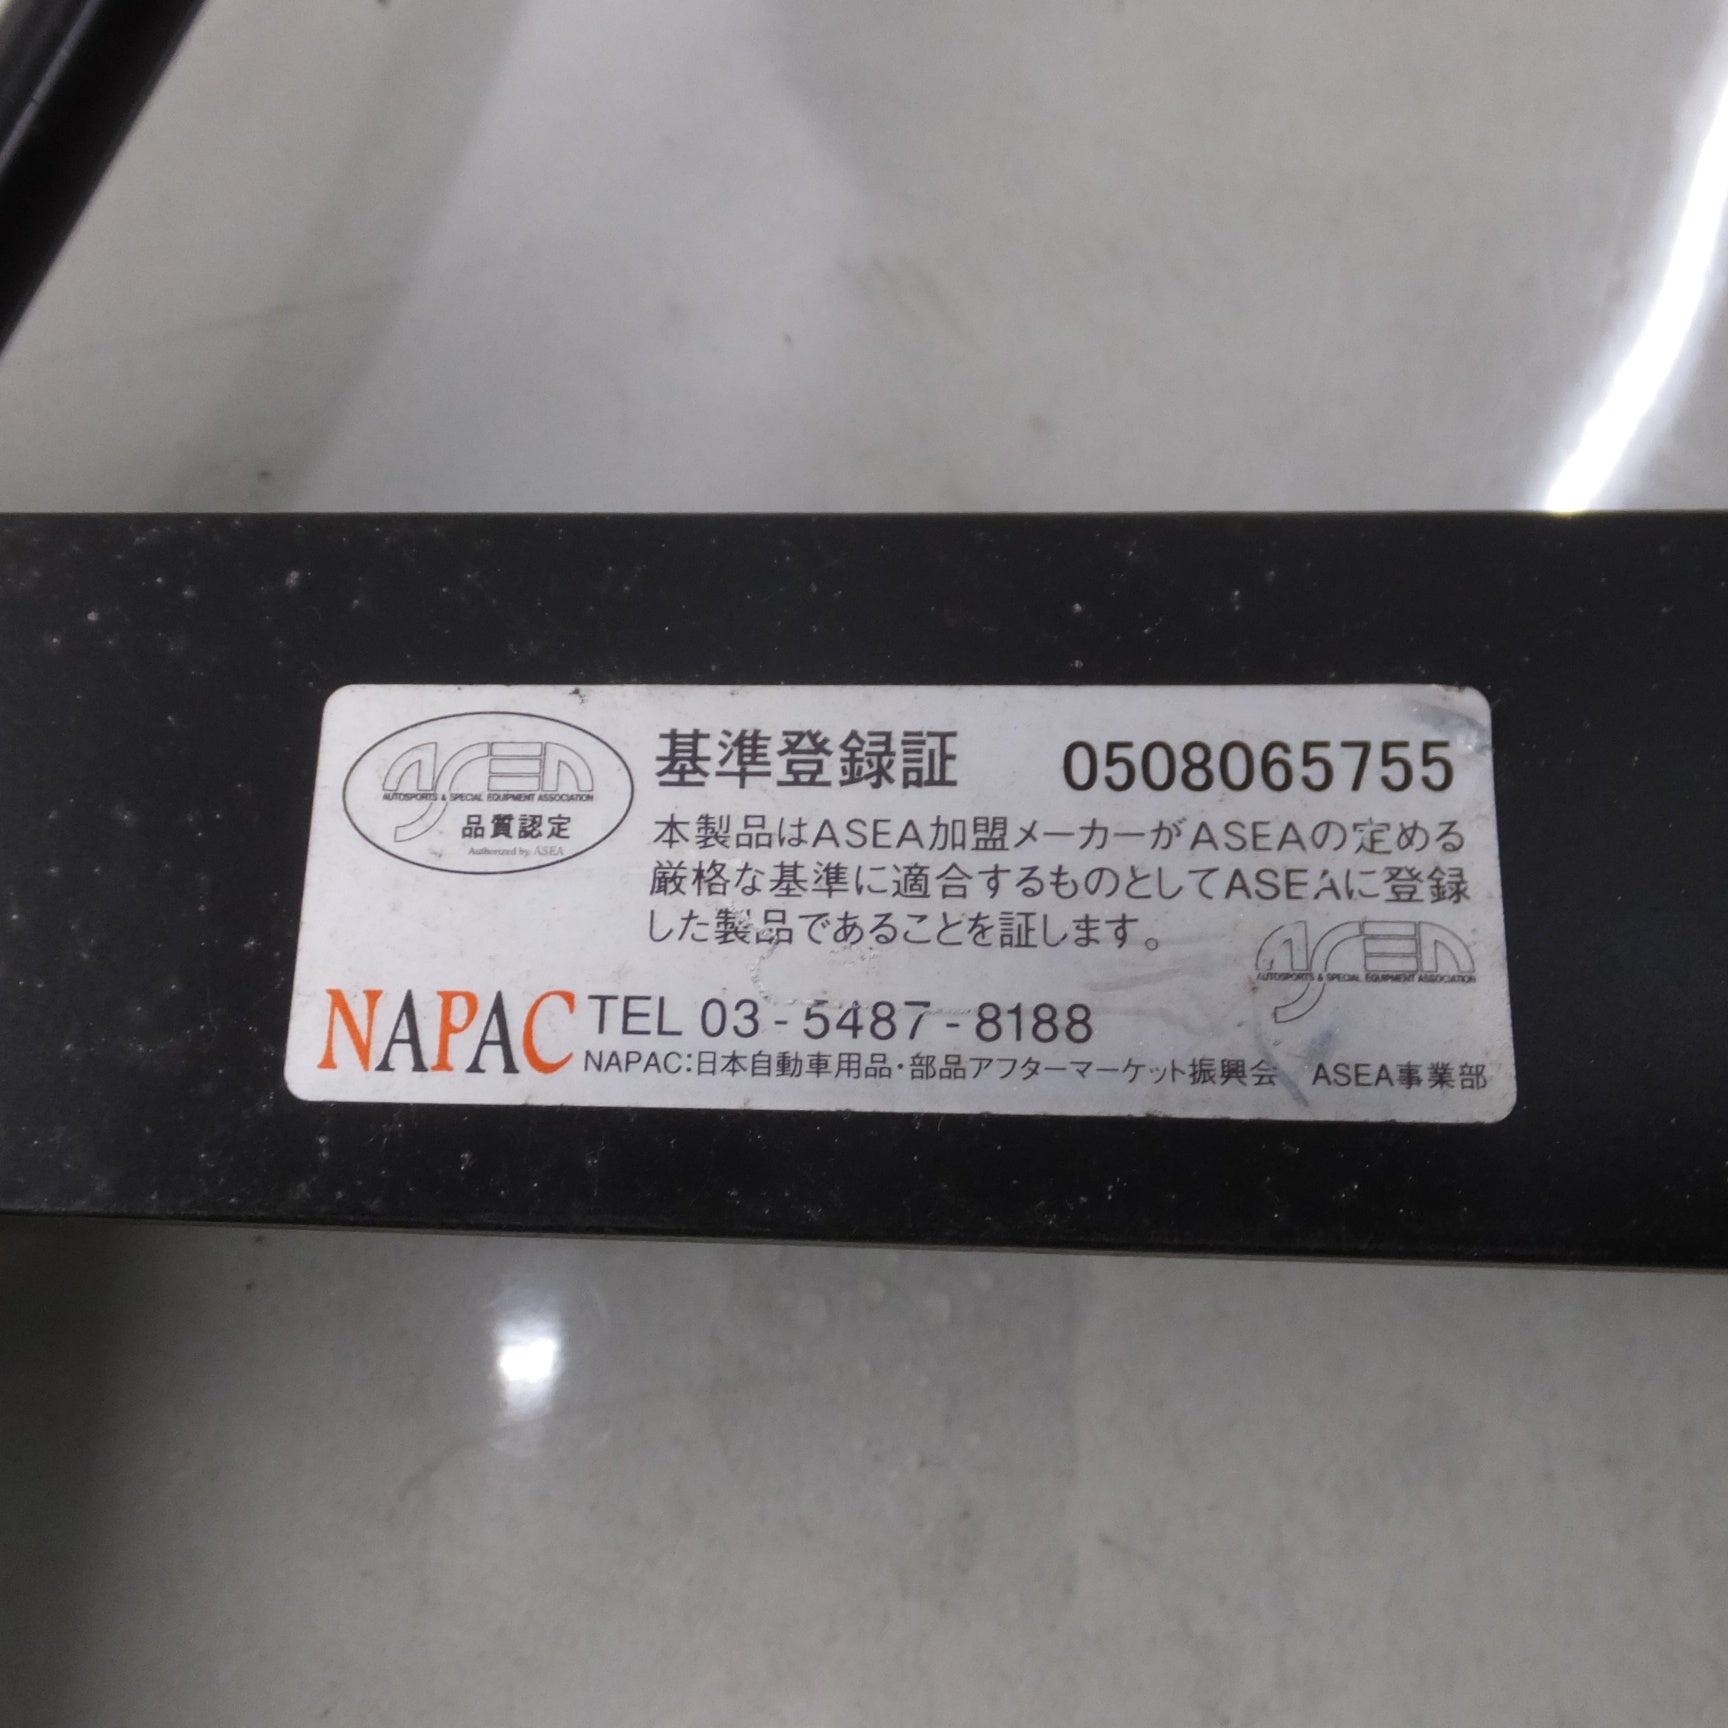 ASEA
AUTOSPORTS & SPECIAL EQUIPMENT ASSOCIATION
品質認定
Authorized by ASEA
基準登録証 0508065755
本製品はASEA加盟メーカーがASEAの定める
厳格な基準に適合するものとしてASEAに登録
した製品であることを証します。
ASEA
AUTOSPORTS & SPECIAL EQUIPMENT ASSOCIATION
NAPAC TEL 03-5487-8188
NAPAC:日本自動車用品・部品アフターマーケット振興会 ASEA事業部